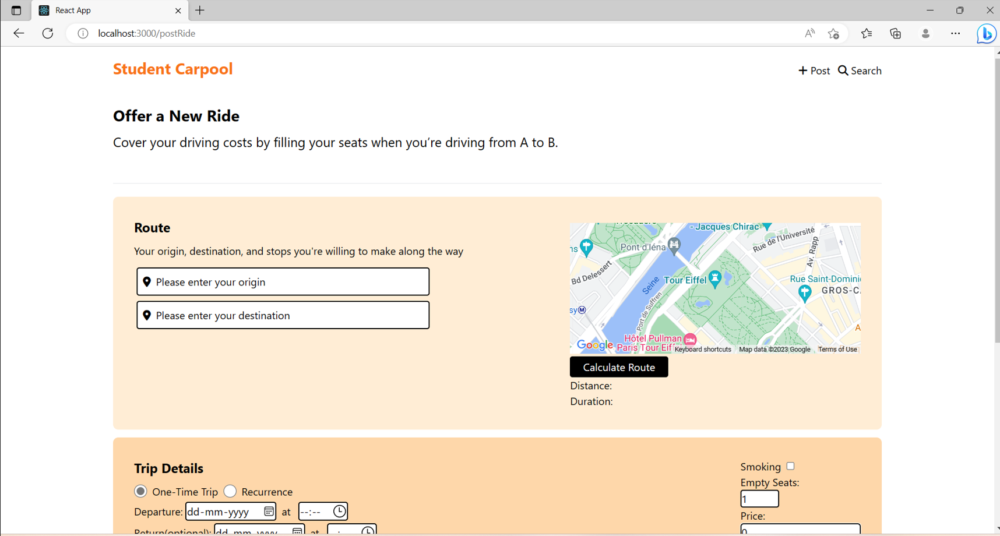 React App
localhost:3000/postRide
Student Carpool
Post Search
Offer a New Ride
Cover your driving costs by filling your seats when you’re driving from A to B.
Route
Your origin, destination, and stops you're willing to make along the way
Please enter your origin
Please enter your destination
- Jacques Chirac
Rue de l'Université
Pont d'Iéna
Av. Rapp
Bd Delessert
Seine
Tour Eiffel
Rue Saint-Domini
GROS-C
Port de Suffren
sy M
ns
A
Hôtel Pullman
Paris Tour Eiff
Google
Keyboard shortcuts Map data ©2023 Google Terms of Use
Calculate Route
Distance:
Duration:
Trip Details
One-Time Trip Recurrence
Departure: dd-mm-yyyy at --:--
Return(optional): dd-mm-yyyy at --:--
Smoking
Empty Seats:
1
Price:
0